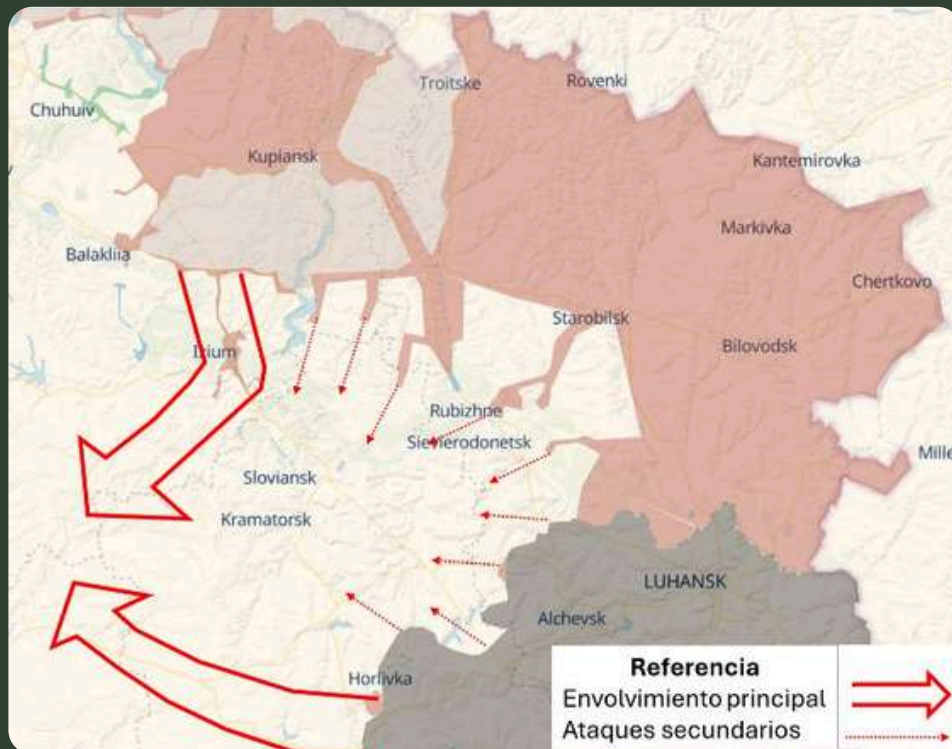 Troitske
Rovenki
Chuhuiv
Kupiansk
Kantemirovka
Markivka
Balakliia
Chertkovo
Starobilsk
Izium
Bilovodsk
Rubizhne
Sievierodonetsk
Mille
Sloviansk
Kramatorsk
LUHANSK
Alchevsk
Horlivka
Referencia
Envolvimiento principal
Ataques secundarios